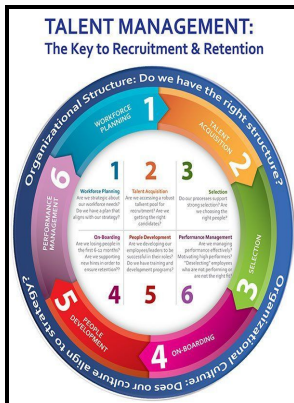 TALENT MANAGEMENT:
The Key to Recruitment & Retention
Organizational Structure: Do we have the right structure?
Organizational Culture: Does our culture align to strategy?
WORKFORCE
PLANNING
1
TALENT
ACQUISITION
2
SELECTION
3
ON-BOARDING
4
PEOPLE
DEVELOPMENT
5
PERFORMANCE
MANAGEMENT
6
1 2 3
Workforce Planning
Are we strategic about
our workforce needs?
Do we have a plan that
aligns with our strategy?
Talent Acquisition
Are we accessing a robust
talent pool for
recruitment? Are we
getting the right
candidates?
Selection
Do our processes support
strong selection? Are
we choosing the
right people?
On-Boarding
Are we losing people in
the first 6-12 months?
Are we supporting
new hires in order to
ensure retention?
People Development
Are we developing our
employees/leaders to be
successful in their roles?
Do we have training and
development programs?
Performance Management
Are we managing
performance effectively?
Motivating high performers?
"Deselecting" employees
who are not performing or
are not the right fit?
4 5 6